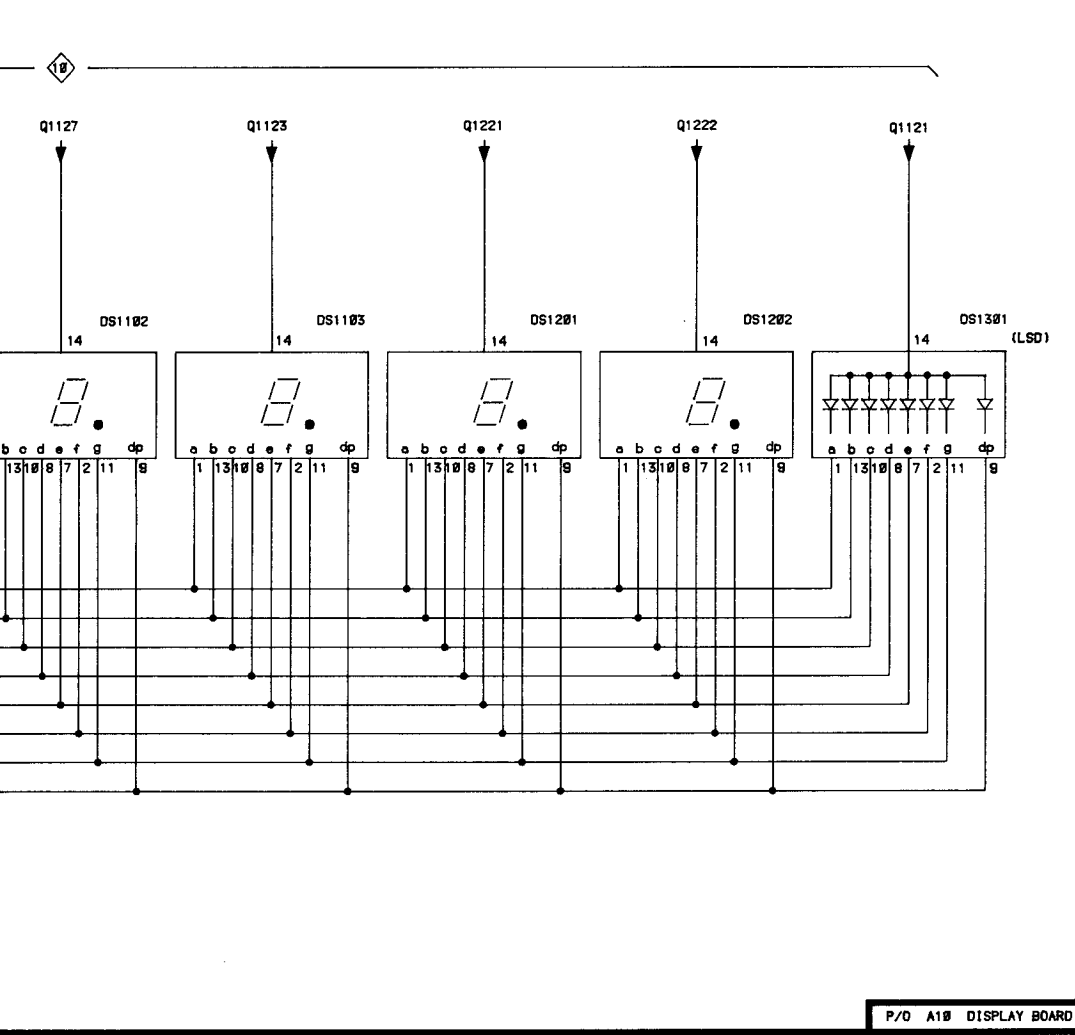 10
Q1127 Q1123 Q1221 Q1222 Q1121
DS1102 DS1103 DS1201 DS1202 DS1301
14 14 14 14 14 (LSD)
b c d e f g dp a b c d e f g dp a b c d e f g dp a b c d e f g dp a b c d e f g dp
13 10 8 7 2 11 9 1 13 10 8 7 2 11 9 1 13 10 8 7 2 11 9 1 13 10 8 7 2 11 9 1 13 10 8 7 2 11 9
P/O A10 DISPLAY BOARD